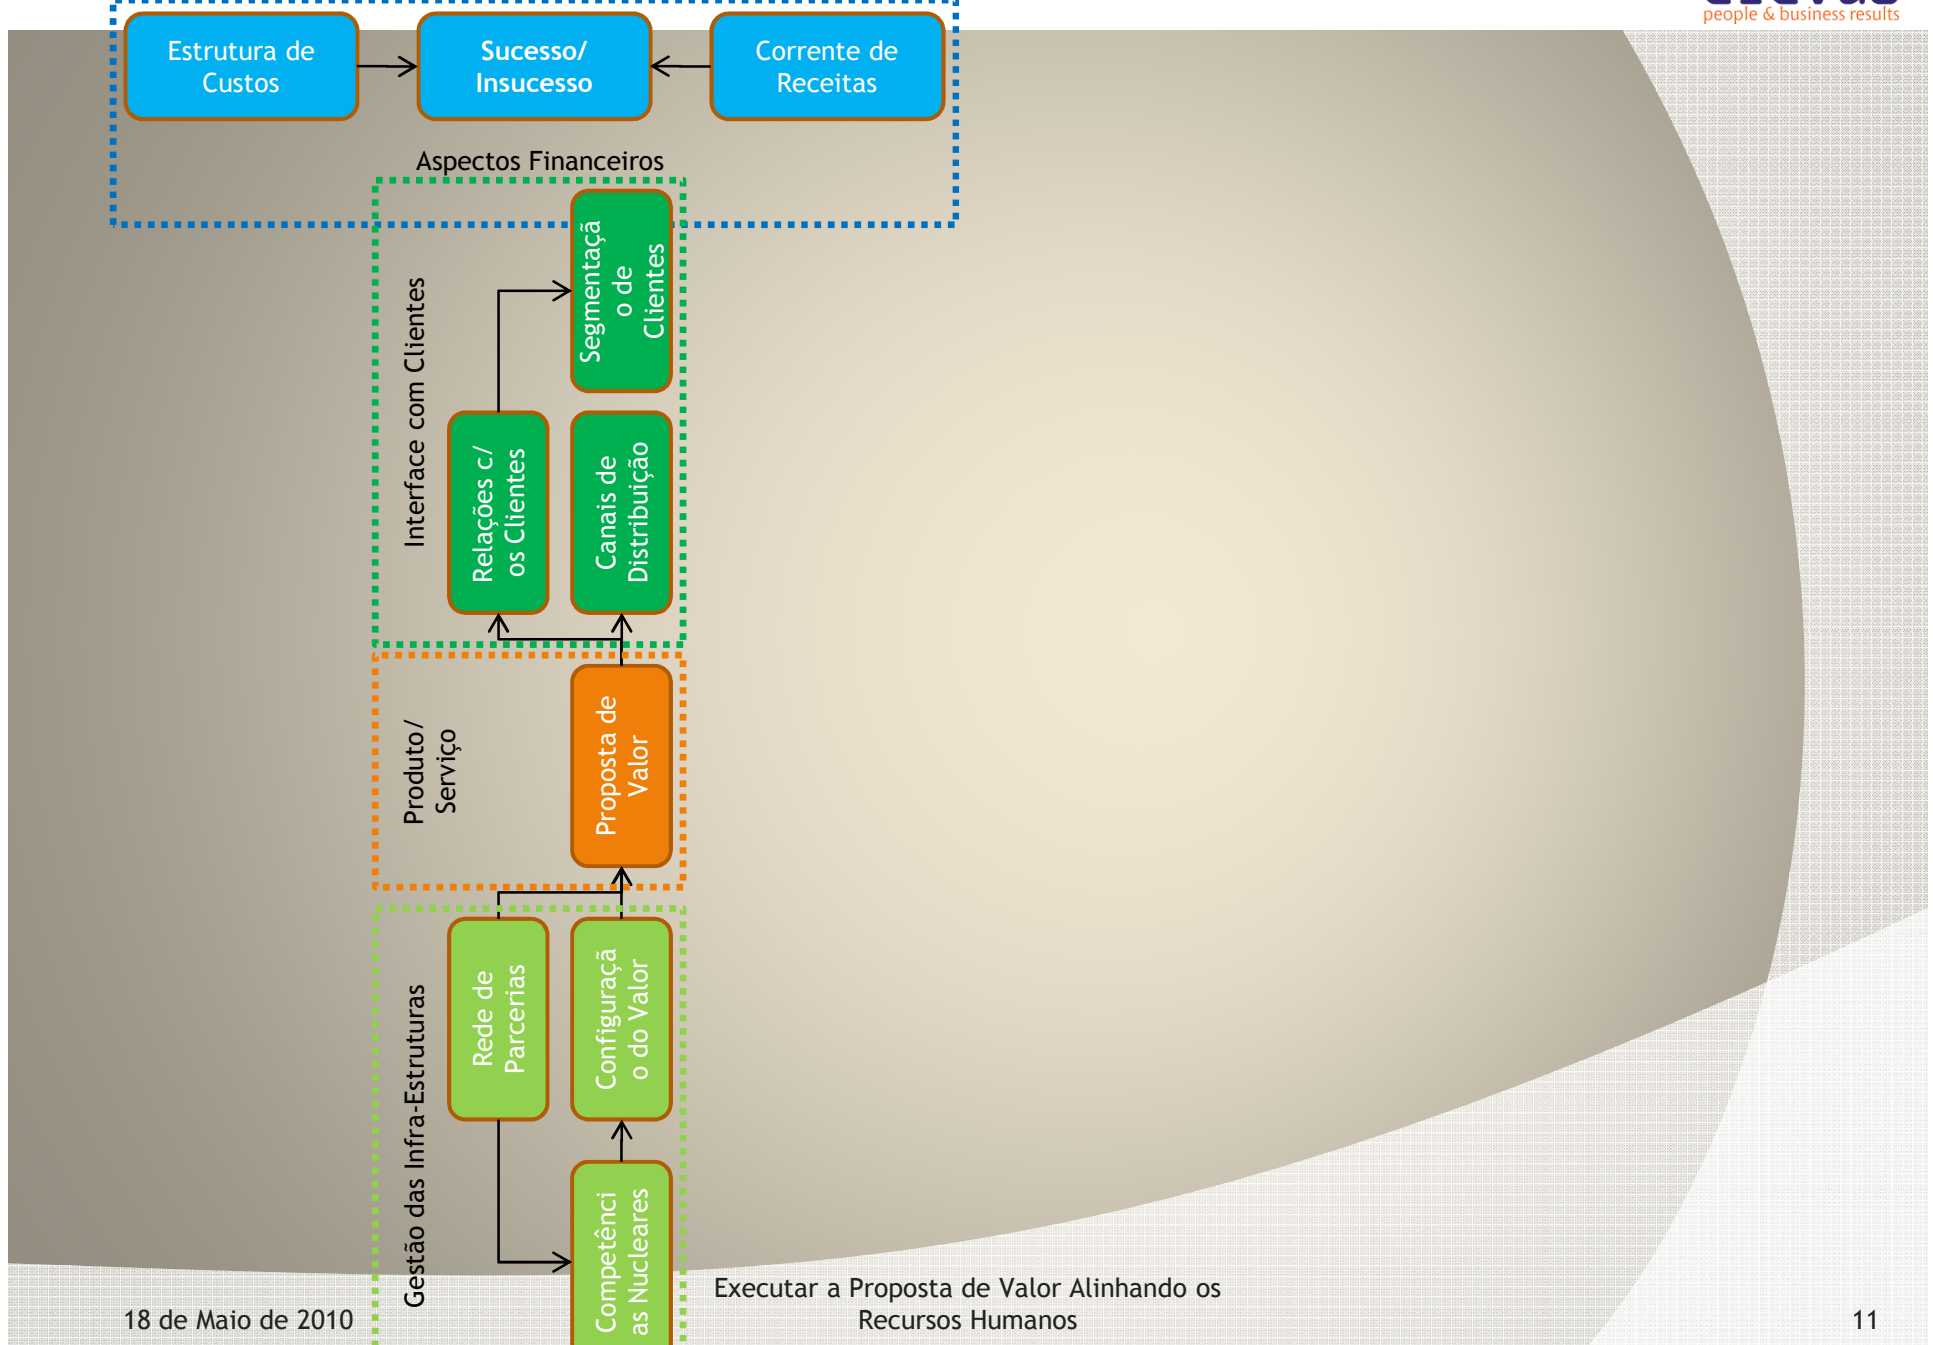 people & business results
Estrutura de
Custos
Sucesso/
Insucesso
Corrente de
Receitas
Aspectos Financeiros
Interface com Clientes
Segmentaçã
o de
Clientes
Relações c/
os Clientes
Canais de
Distribuição
Produto/
Serviço
Proposta de
Valor
Gestão das Infra-Estruturas
Rede de
Parcerias
Configuraçã
o do Valor
Competênci
as Nucleares
18 de Maio de 2010
Executar a Proposta de Valor Alinhando os
Recursos Humanos
11